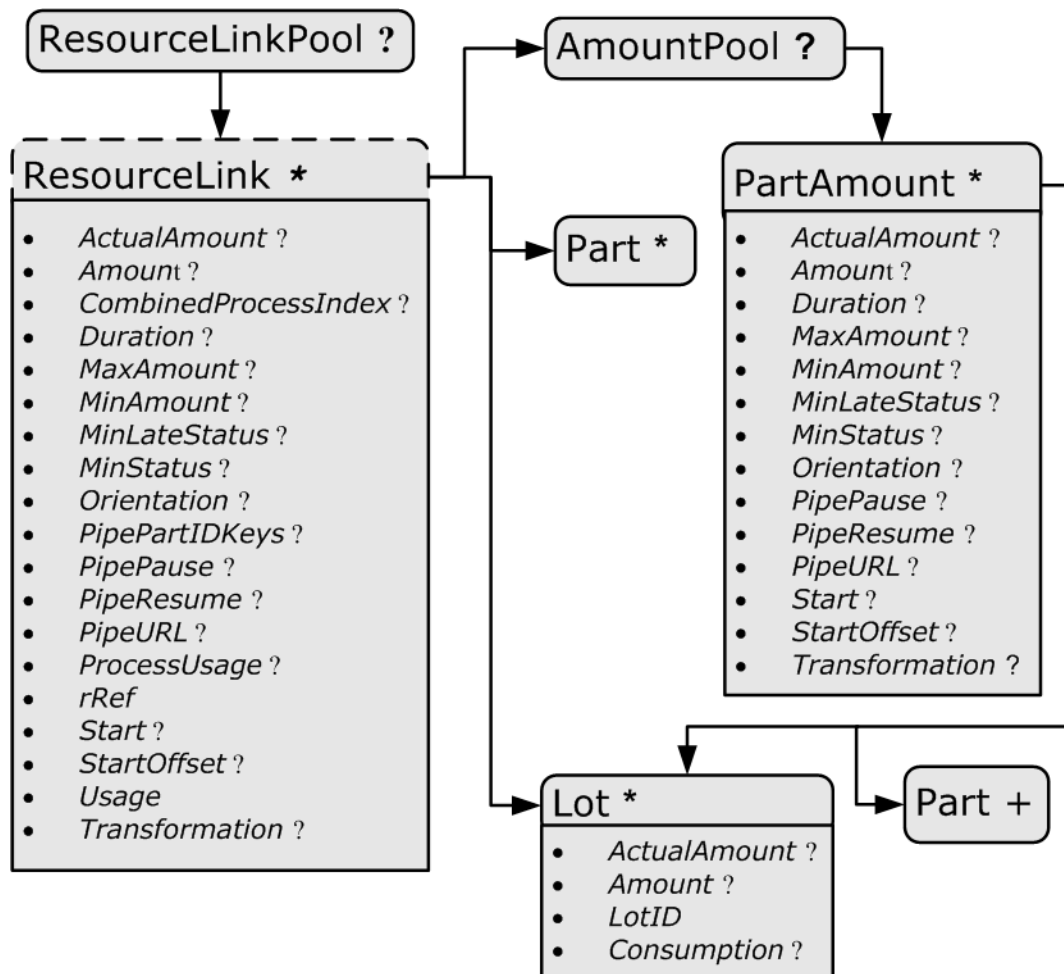 ResourceLinkPool ?
AmountPool ?
ResourceLink *
• ActualAmount ?
• Amount ?
• CombinedProcessIndex ?
• Duration ?
• MaxAmount ?
• MinAmount ?
• MinLateStatus ?
• MinStatus ?
• Orientation ?
• PipePartIDKeys ?
• PipePause ?
• PipeResume ?
• PipeURL ?
• ProcessUsage ?
• rRef
• Start ?
• StartOffset ?
• Usage
• Transformation ?
Part *
PartAmount *
• ActualAmount ?
• Amount ?
• Duration ?
• MaxAmount ?
• MinAmount ?
• MinLateStatus ?
• MinStatus ?
• Orientation ?
• PipePause ?
• PipeResume ?
• PipeURL ?
• Start ?
• StartOffset ?
• Transformation ?
Lot *
• ActualAmount ?
• Amount ?
• LotID
• Consumption ?
Part +